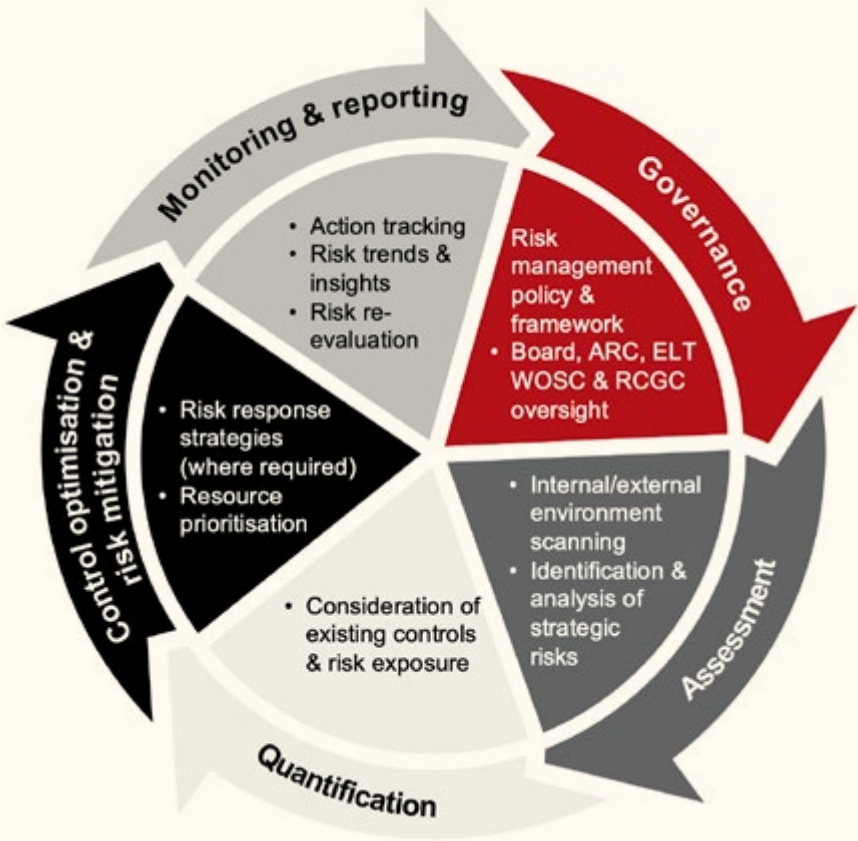 Monitoring & reporting
• Action tracking
• Risk trends &
insights
• Risk re-
evaluation
Governance
Risk
management
policy &
framework
• Board, ARC, ELT
WOSC & RCGC
oversight
Assessment
• Internal/external
environment
scanning
• Identification &
analysis of
strategic
risks
Quantification
• Consideration of
existing controls
& risk exposure
Control optimisation &
risk mitigation
• Risk response
strategies
(where required)
• Resource
prioritisation